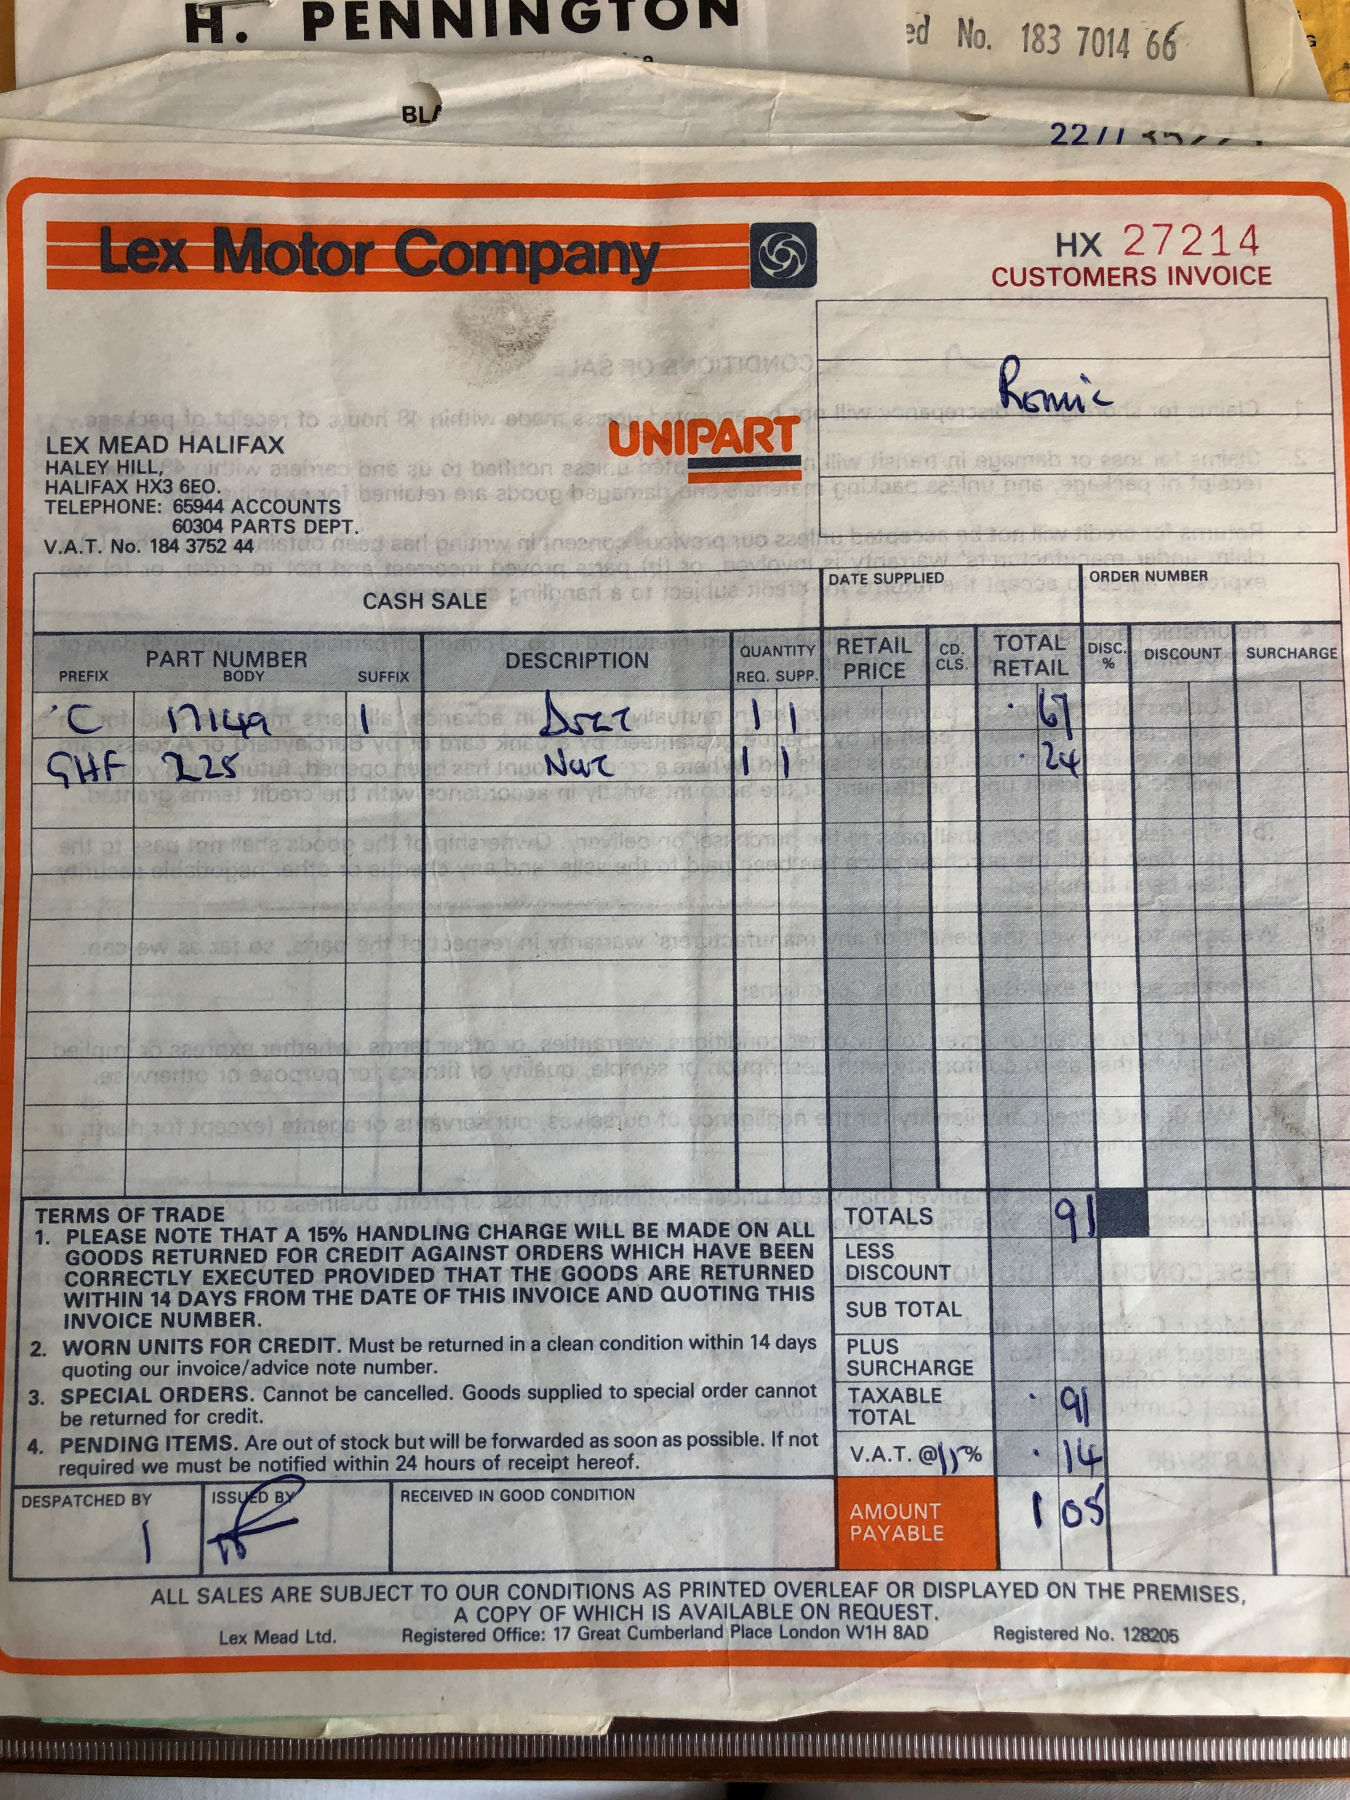 H. PENNINGTON
ed No. 183 7014 66
BLA
Lex Motor Company
HX 27214
CUSTOMERS INVOICE
LEX MEAD HALIFAX
HALEY HILL,
HALIFAX HX3 6EO.
TELEPHONE: 65944 ACCOUNTS
60304 PARTS DEPT.
V.A.T. No. 184 3752 44
UNIPART
CASH SALE
DATE SUPPLIED
ORDER NUMBER
PART NUMBER
PREFIX BODY SUFFIX
DESCRIPTION
QUANTITY
REQ. SUPP.
RETAIL PRICE
CD. CLS.
TOTAL RETAIL
DISC. %
DISCOUNT
SURCHARGE
C 17149 1 1 1 · 67
GHF 225 Nut 1 1 · 24
TERMS OF TRADE
1. PLEASE NOTE THAT A 15% HANDLING CHARGE WILL BE MADE ON ALL
GOODS RETURNED FOR CREDIT AGAINST ORDERS WHICH HAVE BEEN
CORRECTLY EXECUTED PROVIDED THAT THE GOODS ARE RETURNED
WITHIN 14 DAYS FROM THE DATE OF THIS INVOICE AND QUOTING THIS
INVOICE NUMBER.
2. WORN UNITS FOR CREDIT. Must be returned in a clean condition within 14 days
quoting our invoice/advice note number.
3. SPECIAL ORDERS. Cannot be cancelled. Goods supplied to special order cannot
be returned for credit.
4. PENDING ITEMS. Are out of stock but will be forwarded as soon as possible. If not
required we must be notified within 24 hours of receipt hereof.
TOTALS 91
LESS
DISCOUNT
SUB TOTAL
PLUS
SURCHARGE
TAXABLE
TOTAL · 91
V.A.T. @ 15% · 14
AMOUNT
PAYABLE 1 05
DESPATCHED BY 1
ISSUED BY
RECEIVED IN GOOD CONDITION
ALL SALES ARE SUBJECT TO OUR CONDITIONS AS PRINTED OVERLEAF OR DISPLAYED ON THE PREMISES,
A COPY OF WHICH IS AVAILABLE ON REQUEST.
Lex Mead Ltd. Registered Office: 17 Great Cumberland Place London W1H 8AD Registered No. 128205